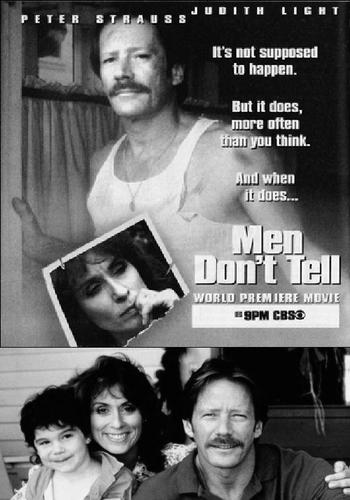 PETER STRAUSS
JUDITH LIGHT
It's not supposed
to happen.
But it does,
more often
than you think.
And when
it does...
Men
Don't Tell
WORLD PREMIERE MOVIE
9PM CBS